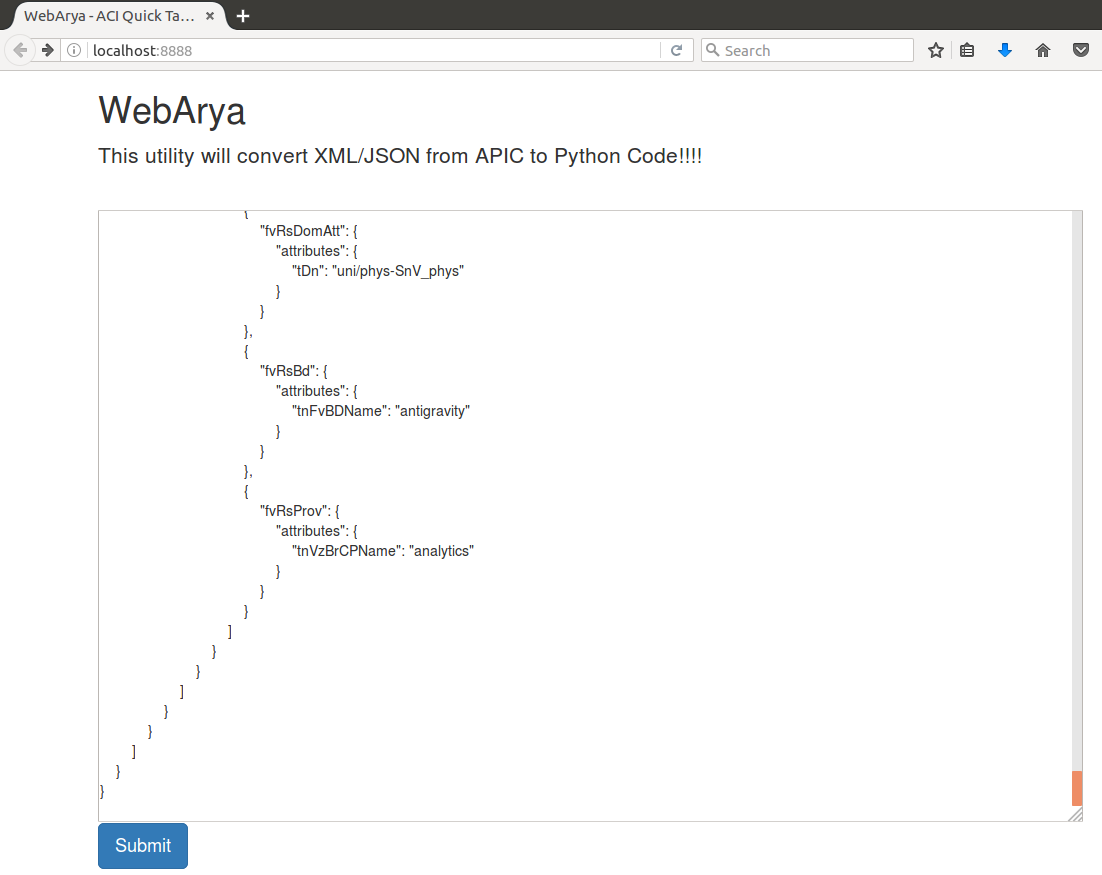 WebArya - ACI Quick Ta...
localhost:8888
Search
WebArya
This utility will convert XML/JSON from APIC to Python Code!!!!
{
"fvRsDomAtt": {
"attributes": {
"tDn": "uni/phys-SnV_phys"
}
}
},
{
"fvRsBd": {
"attributes": {
"tnFvBDName": "antigravity"
}
}
},
{
"fvRsProv": {
"attributes": {
"tnVzBrCPName": "analytics"
}
}
}
]
}
}
]
}
}
]
}
}
Submit